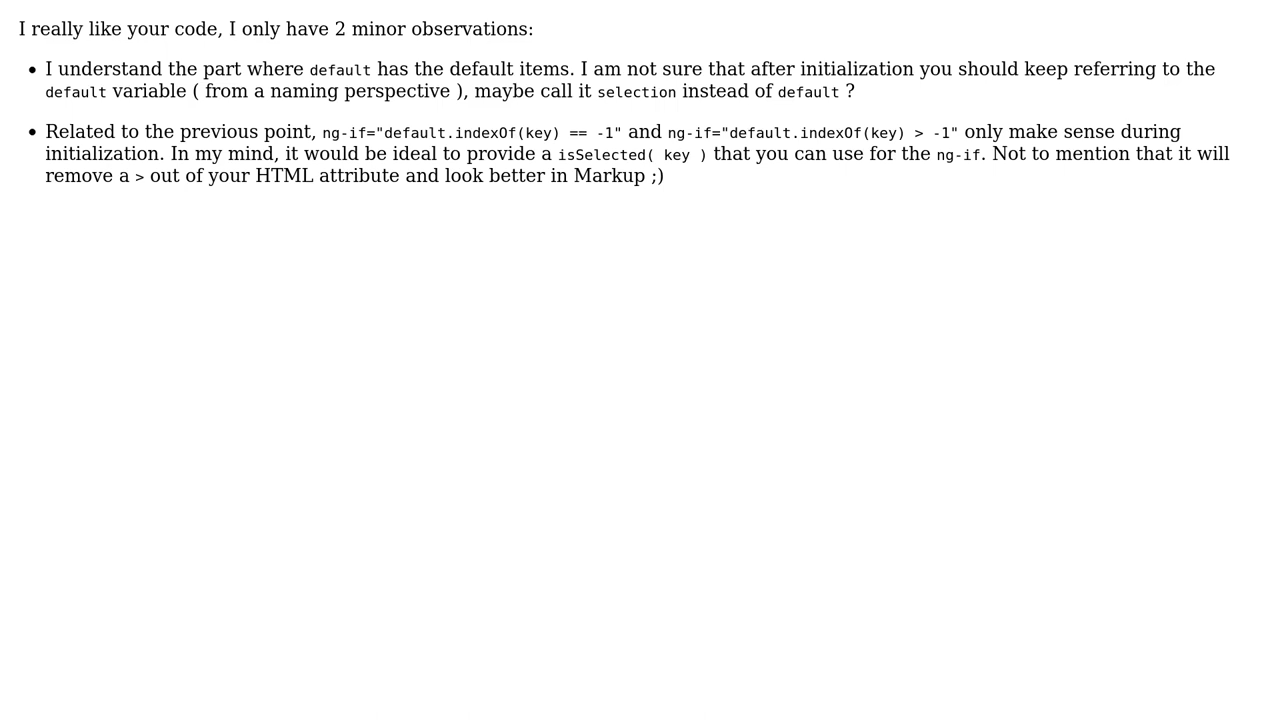 I really like your code, I only have 2 minor observations:
• I understand the part where default has the default items. I am not sure that after initialization you should keep referring to the
default variable ( from a naming perspective ), maybe call it selection instead of default ?
• Related to the previous point, ng-if="default.indexOf(key) == -1" and ng-if="default.indexOf(key) > -1" only make sense during
initialization. In my mind, it would be ideal to provide a isSelected( key ) that you can use for the ng-if. Not to mention that it will
remove a > out of your HTML attribute and look better in Markup ;)